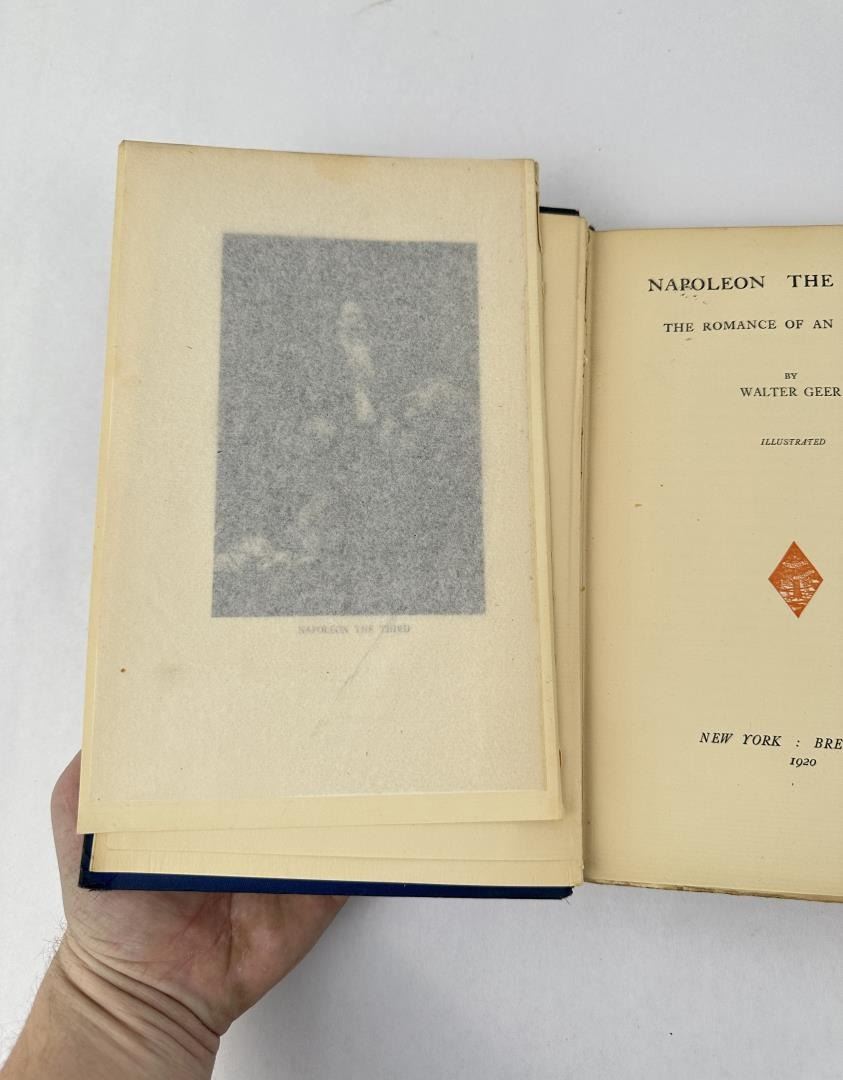 NAPOLEON THE THIRD
NAPOLEON THE
THE ROMANCE OF AN
BY
WALTER GEER
ILLUSTRATED
NEW YORK : BRE
1920